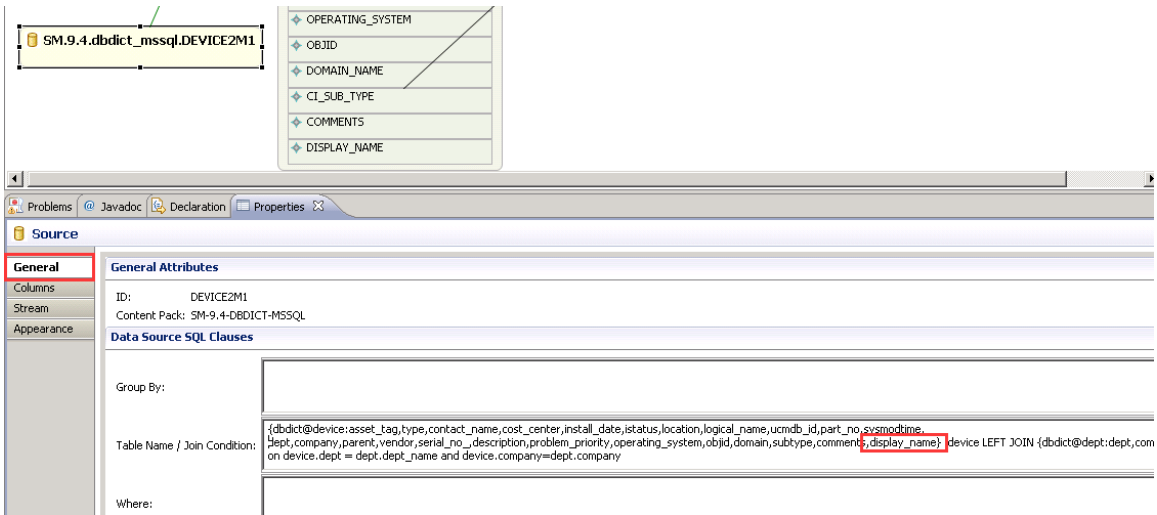 OPERATING_SYSTEM
SM.9.4.dbdict_mssql.DEVICE2M1
OBJID
DOMAIN_NAME
CI_SUB_TYPE
COMMENTS
DISPLAY_NAME
Problems @ Javadoc Declaration Properties
Source
General
General Attributes
Columns
ID: DEVICE2M1
Stream
Content Pack: SM-9.4-DBDICT-MSSQL
Appearance
Data Source SQL Clauses
Group By:
Table Name / Join Condition:
{dbdict@device:asset_tag,type,contact_name,cost_center,install_date,istatus,location,logical_name,ucmdb_id,part_no,sysmodtime,
dept,company,parent,vendor,serial_no_,description,problem_priority,operating_system,objid,domain,subtype,comments,display_name} device LEFT JOIN {dbdict@dept:dept,com
on device.dept = dept.dept_name and device.company=dept.company
Where: